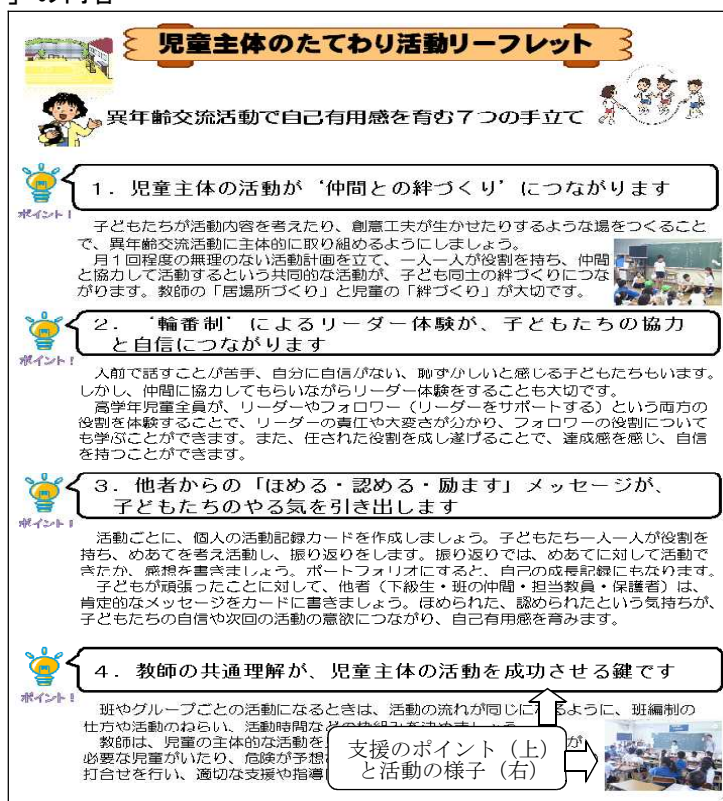 」の内容
児童主体のたてわり活動リーフレット
異年齢交流活動で自己有用感を育む７つの手立て
ポイント！
１．児童主体の活動が‘仲間との絆づくり’につながります
子どもたちが活動内容を考えたり、創意工夫が生かせたりするような場をつくること
で、異年齢交流活動に主体的に取り組めるようにしましょう。
月１回程度の無理のない活動計画を立て、一人一人が役割を持ち、仲間
と協力して活動するという共同的な活動が、子ども同士の絆づくりにつな
がります。教師の「居場所づくり」と児童の「絆づくり」が大切です。
ポイント！
２．‘輪番制’によるリーダー体験が、子どもたちの協力
と自信につながります
人前で話すことが苦手、自分に自信がない、恥ずかしいと感じる子どもたちもいます。
しかし、仲間に協力してもらいながらリーダー体験をすることも大切です。
高学年児童全員が、リーダーやフォロワー（リーダーをサポートする）という両方の
役割を体験することで、リーダーの責任や大変さが分かり、フォロワーの役割について
も学ぶことができます。また、任された役割を成し遂げることで、達成感を感じ、自信
を持つことができます。
ポイント！
３．他者からの「ほめる・認める・励ます」メッセージが、
子どもたちのやる気を引き出します
活動ごとに、個人の活動記録カードを作成しましょう。子どもたち一人一人が役割を
持ち、めあてを考え活動し、振り返りをします。振り返りでは、めあてに対して活動で
きたか、感想を書きましょう。ポートフォリオにすると、自己の成長記録にもなります。
子どもが頑張ったことに対して、他者（下級生・班の仲間・担当教員・保護者）は、
肯定的なメッセージをカードに書きましょう。ほめられた、認められたという気持ちが、
子どもたちの自信や次回の活動の意欲につながり、自己有用感を育みます。
ポイント！
４．教師の共通理解が、児童主体の活動を成功させる鍵です
班やグループごとの活動になるときは、活動の流れが同じになるように、班編制の
仕方や活動のねらい、活動時間など
教師は、児童の主体的な活動を
が
必要な児童がいたり、危険が予想
打合せを行い、適切な支援や指導
支援のポイント（上）
と活動の様子（右）